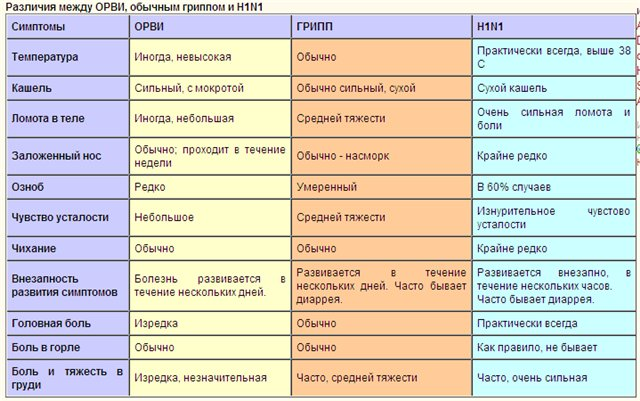 Различия между ОРВИ, обычным гриппом и H1N1
Симптомы ОРВИ ГРИПП H1N1
Температура Иногда, невысокая Обычно Практически всегда, выше 38 С
Кашель Сильный, с мокротой Обычно сильный, сухой Сухой кашель
Ломота в теле Иногда, небольшая Средней тяжести Очень сильная ломота и боли
Заложенный нос Обычно; проходит в течение недели Обычно - насморк Крайне редко
Озноб Редко Умеренный В 60% случаев
Чувство усталости Небольшое Средней тяжести Изнурительное чувстово усталости
Чихание Обычно Обычно Крайне редко
Внезапность развития симптомов Болезнь развивается в течение нескольких дней. Развивается в течение нескольких дней. Часто бывает диаррея. Развивается внезапно, в течение нескольких часов. Часто бывает диаррея.
Головная боль Изредка Обычно Практически всегда
Боль в горле Обычно Обычно Как правило, не бывает
Боль и тяжесть в груди Изредка, незначительная Часто, средней тяжести Часто, очень сильная